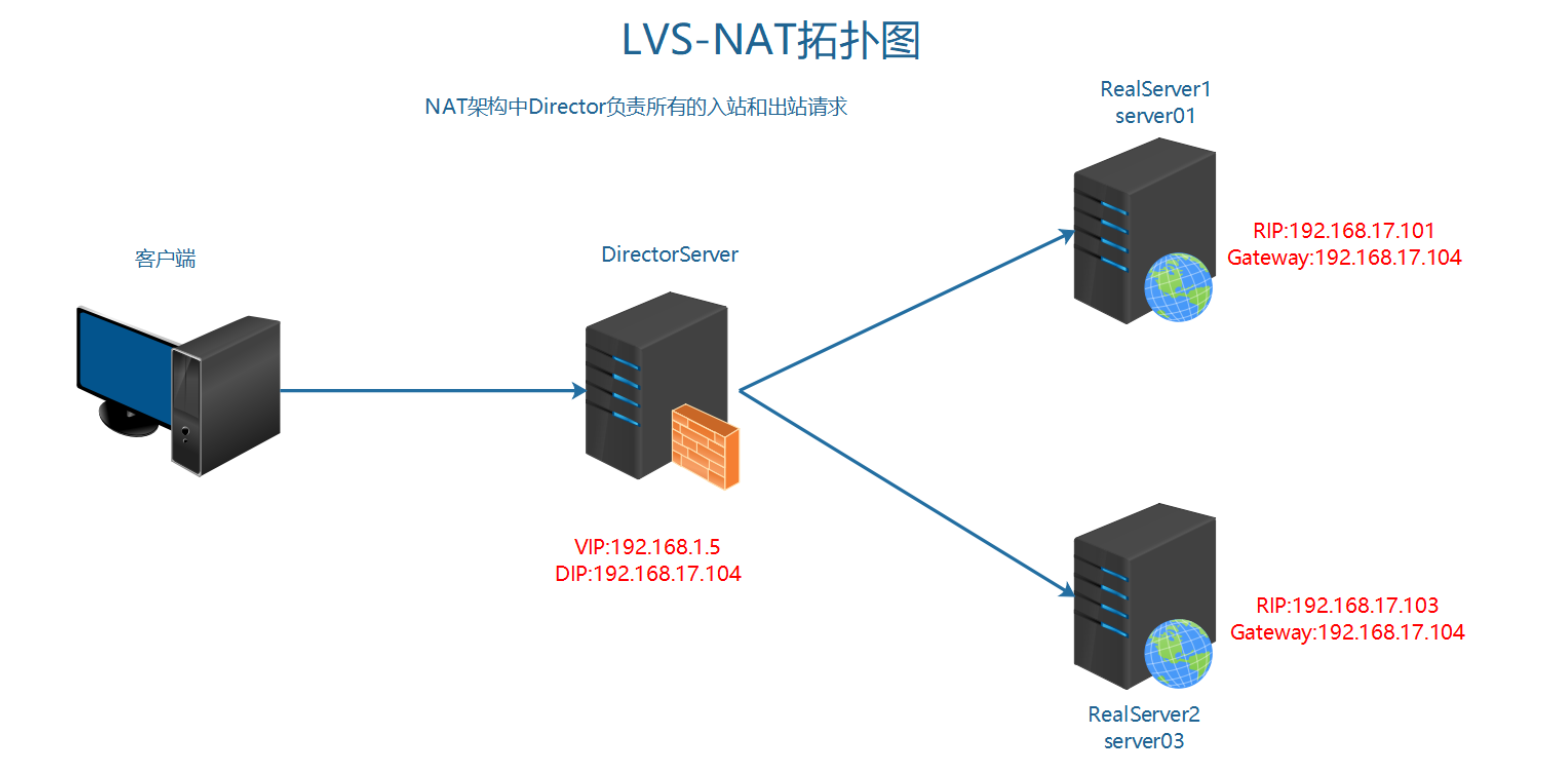 LVS-NAT拓扑图
NAT架构中Director负责所有的入站和出站请求
RealServer1
server01
RIP:192.168.17.101
Gateway:192.168.17.104
客户端
DirectorServer
VIP:192.168.1.5
DIP:192.168.17.104
RIP:192.168.17.103
Gateway:192.168.17.104
RealServer2
server03